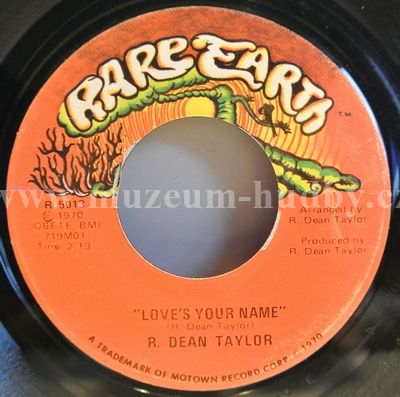 RARE EARTH
TM
R 5013
© 1970
JOBETE BMI
719M01
Time 2:19
Arranged by
R. Dean Taylor
Produced by
R. Dean Taylor
www.muzeum-hudby.cz
"LOVE'S YOUR NAME"
(R. Dean Taylor)
R. DEAN TAYLOR
A TRADEMARK OF MOTOWN RECORD CORP. - 1970